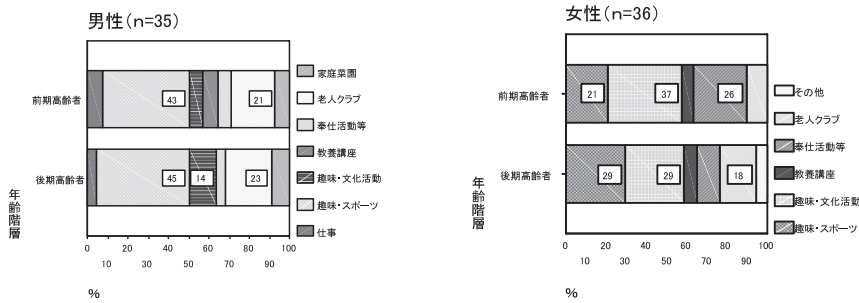 男性(n=35)
前期高齢者
43
21
後期高齢者
45
14
23
年齢階層
0 20 40 60 80 100
10 30 50 70 90
%
家庭菜園
老人クラブ
奉仕活動等
教養講座
趣味・文化活動
趣味・スポーツ
仕事
女性(n=36)
前期高齢者
21
37
26
後期高齢者
29
29
18
年齢階層
0 20 40 60 80 100
10 30 50 70 90
%
その他
老人クラブ
奉仕活動等
教養講座
趣味・文化活動
趣味・スポーツ